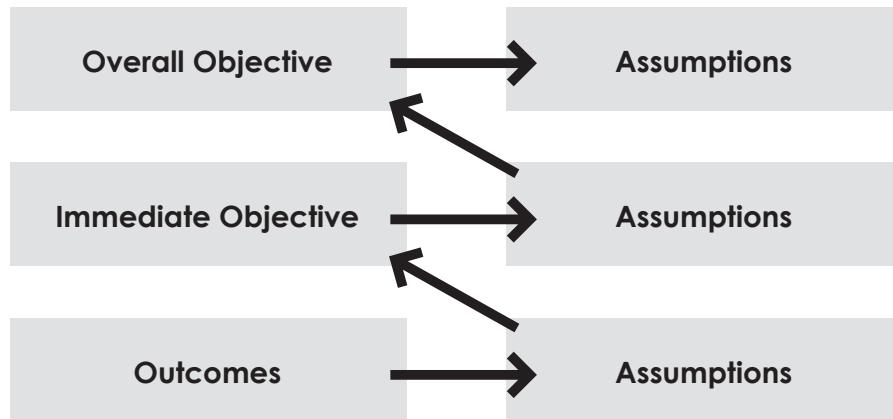 Overall Objective
Assumptions
Immediate Objective
Assumptions
Outcomes
Assumptions